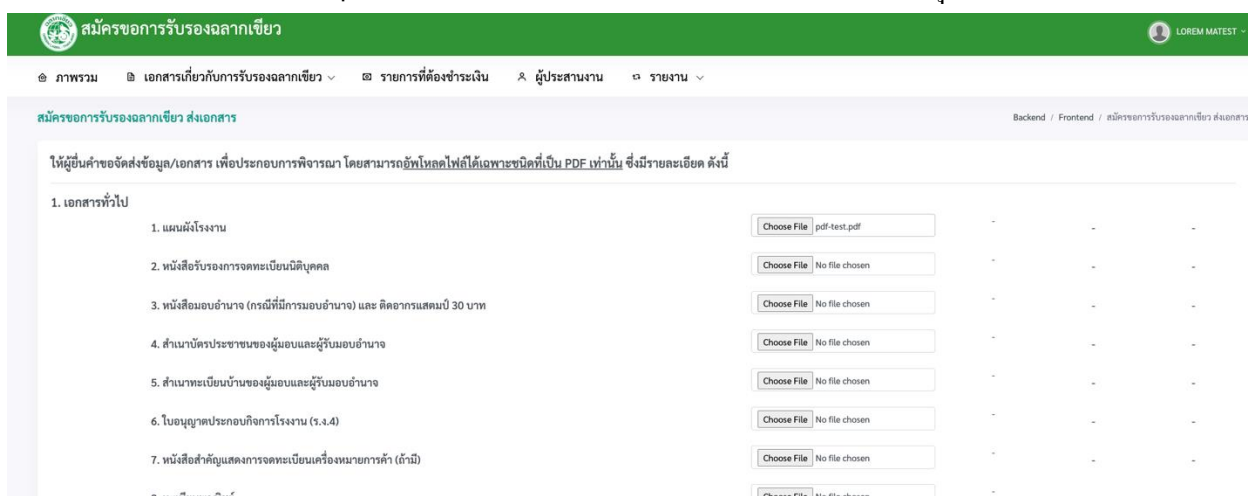 สมัครขอการรับรองฉลากเขียว
LOREM MATEST
ภาพรวม เอกสารเกี่ยวกับการรับรองฉลากเขียว รายการที่ต้องชำระเงิน ผู้ประสานงาน รายงาน
สมัครขอการรับรองฉลากเขียว ส่งเอกสาร
Backend / Frontend / สมัครขอการรับรองฉลากเขียว ส่งเอกสาร
ให้ผู้ยื่นคำขอจัดส่งข้อมูล/เอกสาร เพื่อประกอบการพิจารณา โดยสามารถอัพโหลดไฟล์ได้เฉพาะชนิดที่เป็น PDF เท่านั้น ซึ่งมีรายละเอียด ดังนี้
1. เอกสารทั่วไป
1. แผนผังโรงงาน Choose File pdf-test.pdf - - -
2. หนังสือรับรองการจดทะเบียนนิติบุคคล Choose File No file chosen - - -
3. หนังสือมอบอำนาจ (กรณีที่มีการมอบอำนาจ) และ ติดอากรแสตมป์ 30 บาท Choose File No file chosen - - -
4. สำเนาบัตรประชาชนของผู้มอบและผู้รับมอบอำนาจ Choose File No file chosen - - -
5. สำเนาทะเบียนบ้านของผู้มอบและผู้รับมอบอำนาจ Choose File No file chosen - - -
6. ใบอนุญาตประกอบกิจการโรงงาน (ร.ง.4) Choose File No file chosen - - -
7. หนังสือสำคัญแสดงการจดทะเบียนเครื่องหมายการค้า (ถ้ามี) Choose File No file chosen - - -
Choose File No file chosen -